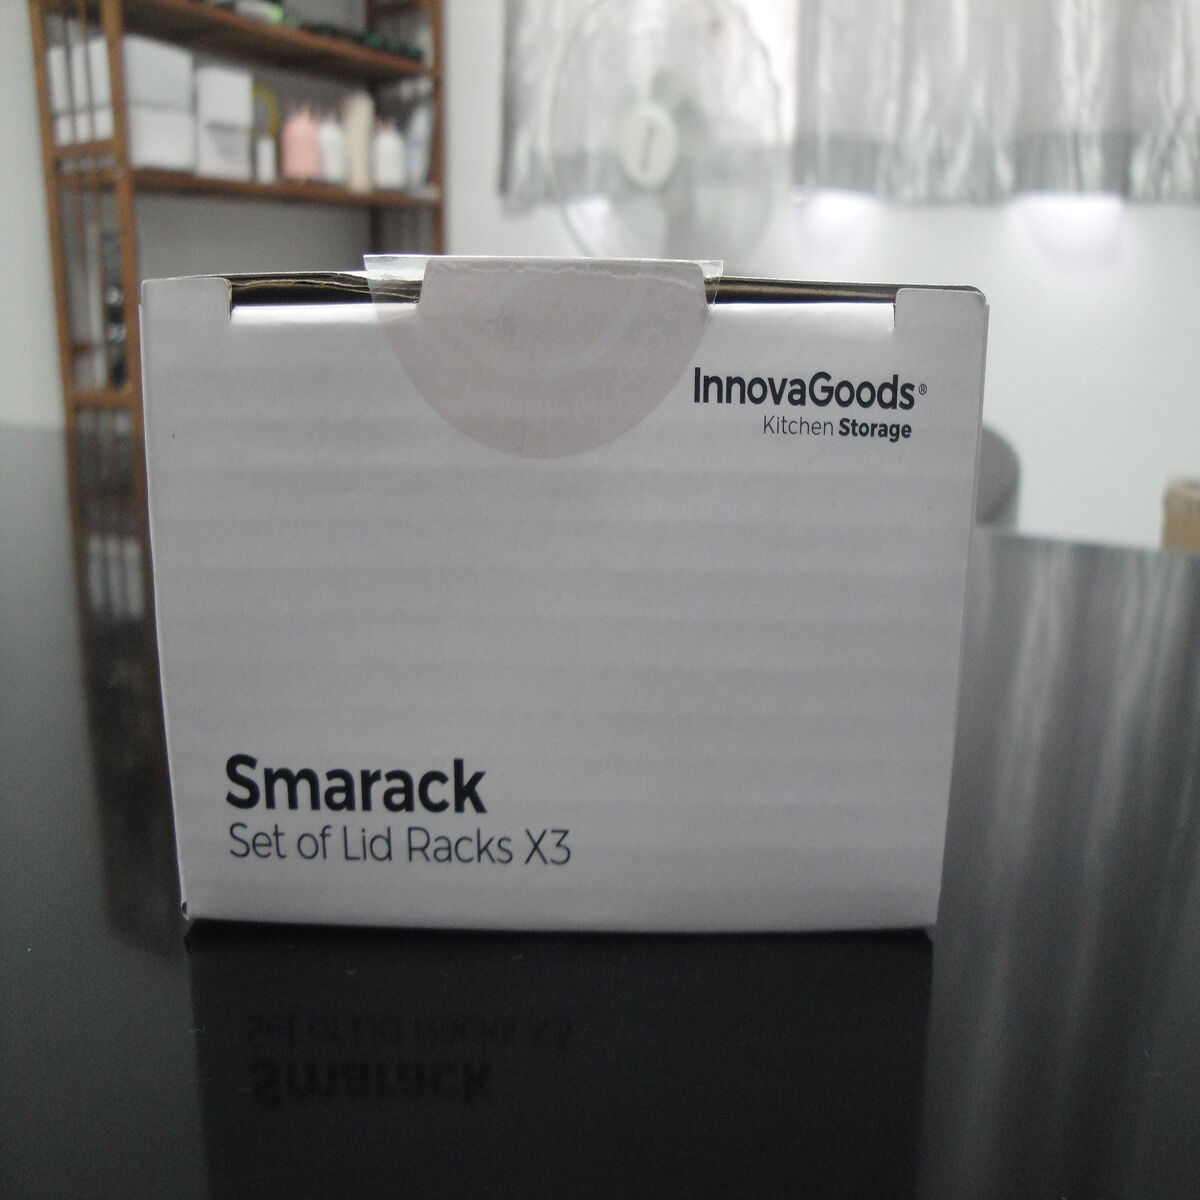 InnovaGoods®
Kitchen Storage
Smarack
Set of Lid Racks X3